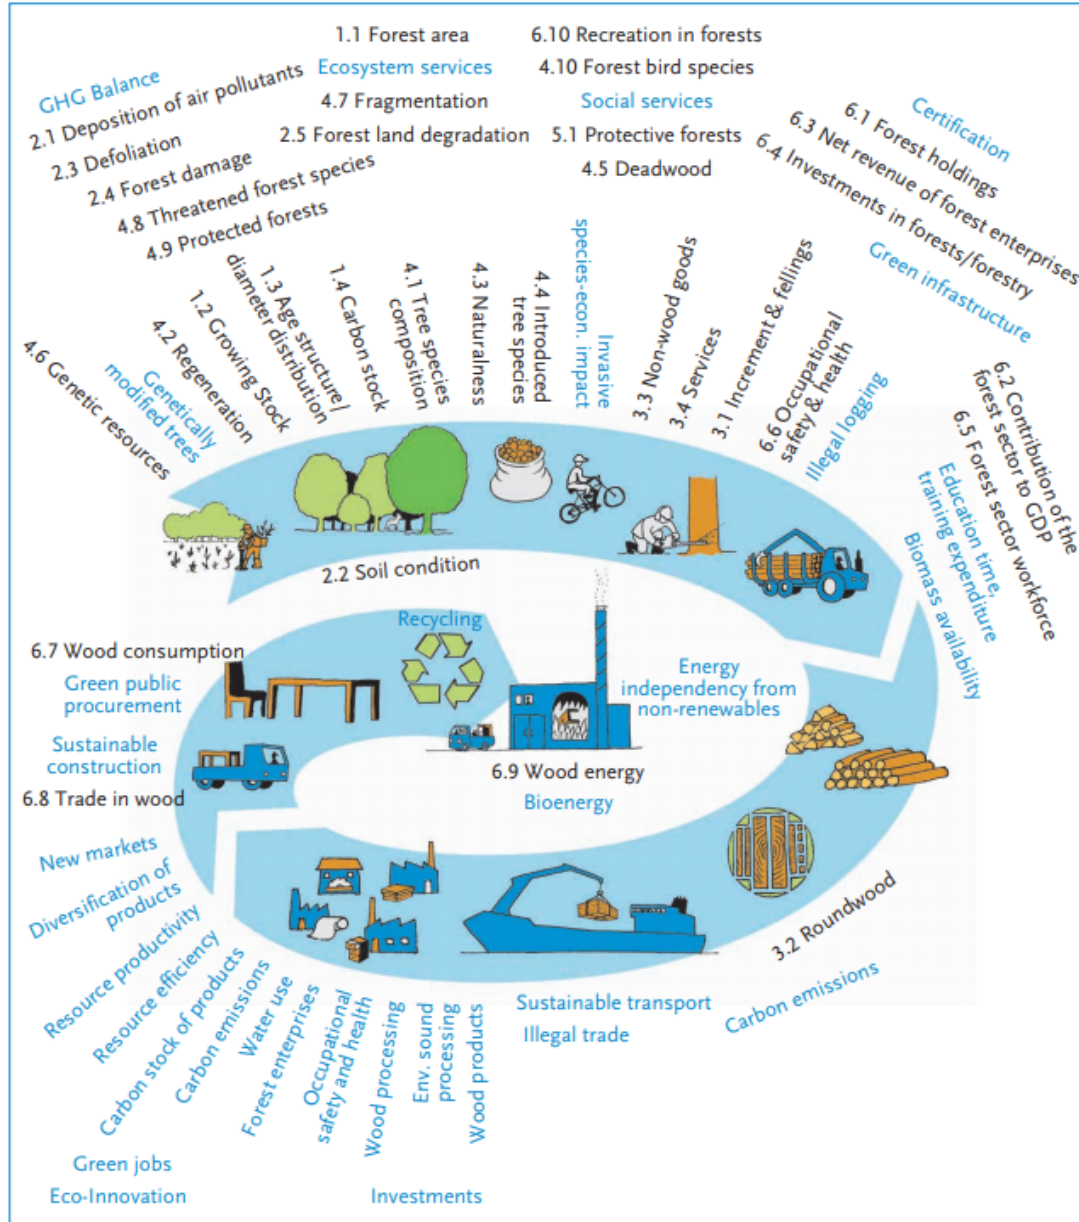 1.1 Forest area
6.10 Recreation in forests
GHG Balance
Ecosystem services
4.10 Forest bird species
2.1 Deposition of air pollutants
4.7 Fragmentation
Social services
Certification
2.3 Defoliation
2.5 Forest land degradation
5.1 Protective forests
6.1 Forest holdings
2.4 Forest damage
4.5 Deadwood
6.3 Net revenue of forest enterprises
4.8 Threatened forest species
6.4 Investments in forests/forestry
4.9 Protected forests
Green infrastructure
4.6 Genetic resources
Genetically
modified trees
4.2 Regeneration
1.2 Growing Stock
1.3 Age structure/
diameter distribution
1.4 Carbon stock
4.1 Tree species
composition
4.3 Naturalness
4.4 Introduced
tree species
Invasive
species-econ. impact
3.3 Non-wood goods
3.4 Services
3.1 Increment & fellings
6.6 Occupational
safety & health
Illegal logging
6.2 Contribution of the
forest sector to GDP
6.5 Forest sector workforce
Education time,
training expenditure
Biomass availability
2.2 Soil condition
Recycling
6.7 Wood consumption
Green public
procurement
Energy
independency from
non-renewables
Sustainable
construction
6.8 Trade in wood
6.9 Wood energy
Bioenergy
New markets
Diversification of
products
Resource productivity
Resource efficiency
Carbon stock of products
Carbon emissions
Water use
Forest enterprises
Occupational
safety and health
Wood processing
Env. sound
processing
Wood products
Sustainable transport
Illegal trade
3.2 Roundwood
Carbon emissions
Green jobs
Eco-Innovation
Investments